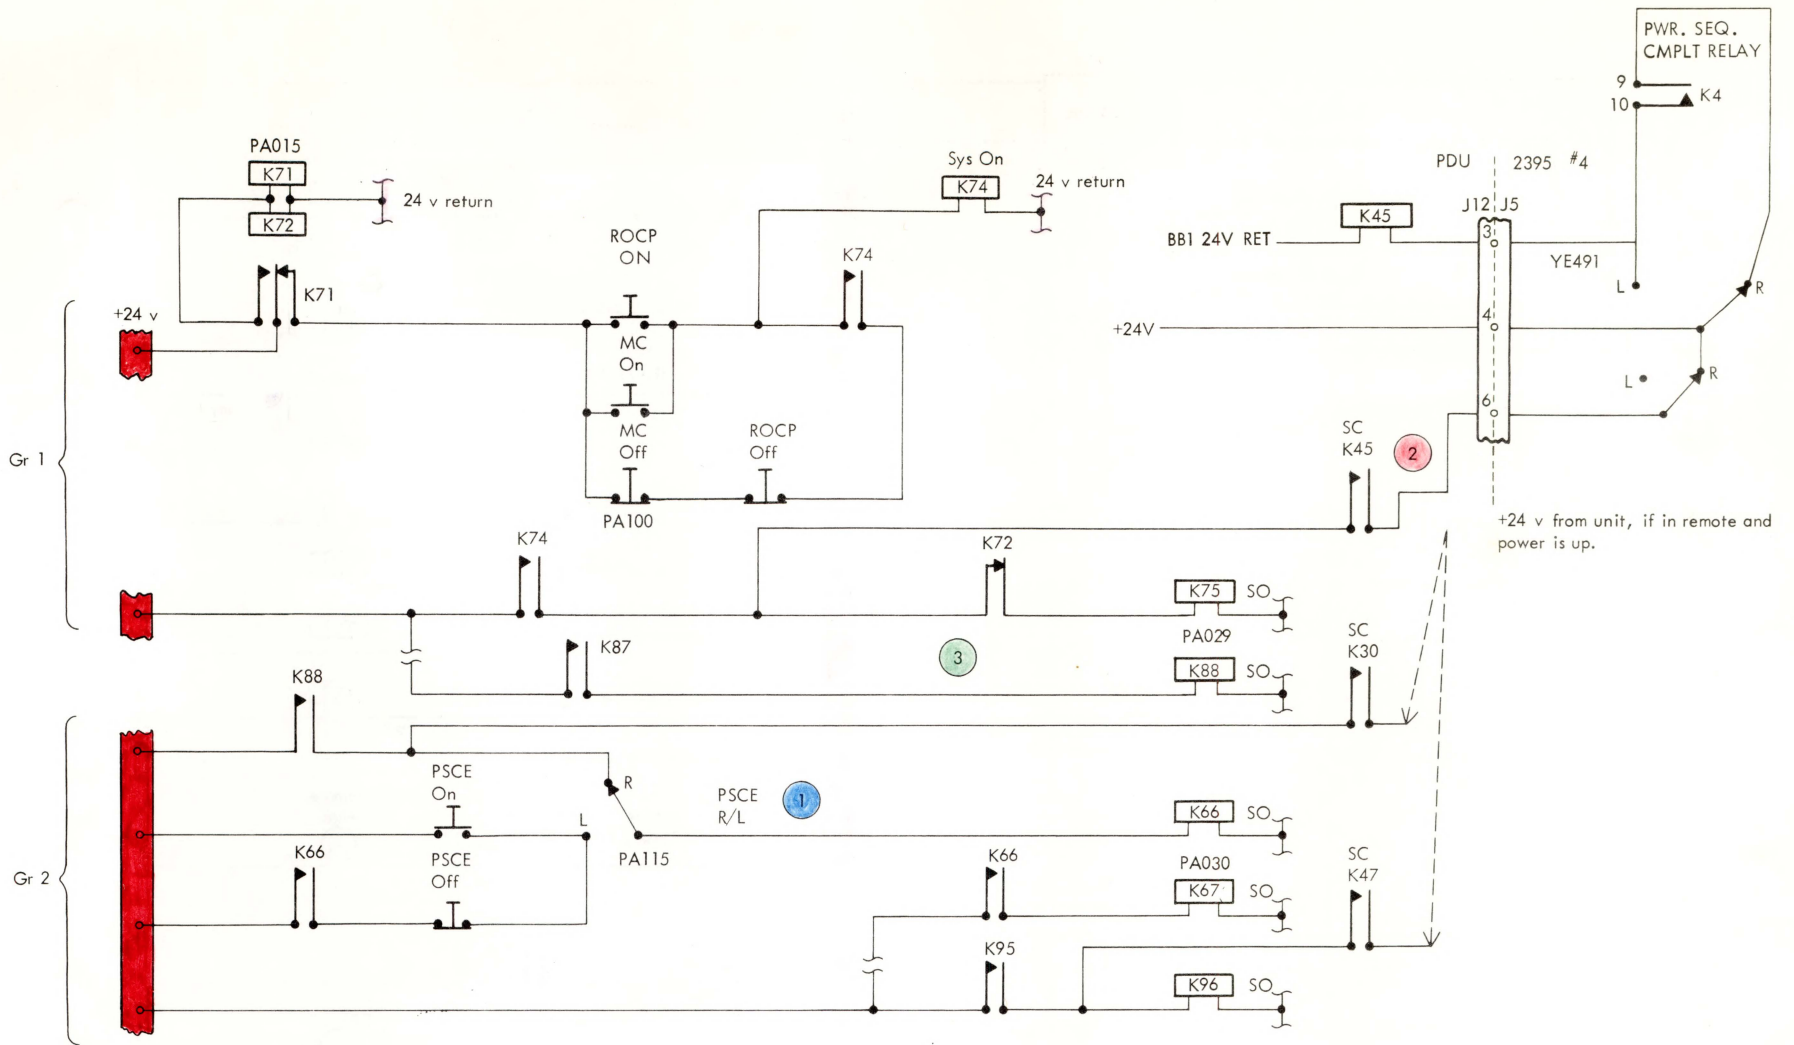 PWR. SEQ.
CMPLT RELAY
9
10
K4
PA015
K71
K72
24 v return
Sys On
K74
24 v return
PDU
2395 #4
J12
J5
K45
3
BB1 24V RET
YE491
L
R
ROCP
ON
K74
K71
+24 v
MC
On
+24V
4
L
R
6
MC
Off
ROCP
Off
SC
K45
2
Gr 1
PA100
+24 v from unit, if in remote and
power is up.
K74
K72
K75
SO
PA029
K87
3
K88
SO
SC
K30
K88
PSCE
On
R
PSCE
R/L
1
K66
SO
L
PA115
K66
PSCE
Off
K66
PA030
K67
SO
SC
K47
Gr 2
K95
K96
SO